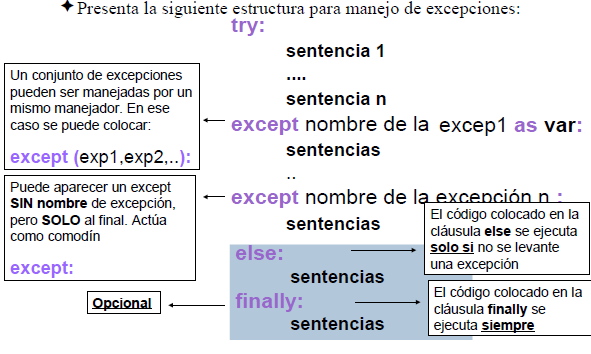 ✦ Presenta la siguiente estructura para manejo de excepciones:
try:
sentencia 1
....
sentencia n
Un conjunto de excepciones
pueden ser manejadas por un
mismo manejador. En ese
caso se puede colocar:
except (exp1,exp2,..):
except nombre de la excep1 as var:
sentencias
..
Puede aparecer un except
SIN nombre de excepción,
pero SOLO al final. Actúa
como comodín
except:
except nombre de la excepción n :
sentencias
else:
sentencias
El código colocado en la
cláusula else se ejecuta
solo si no se levante
una excepción
Opcional
finally:
sentencias
El código colocado en la
cláusula finally se
ejecuta siempre